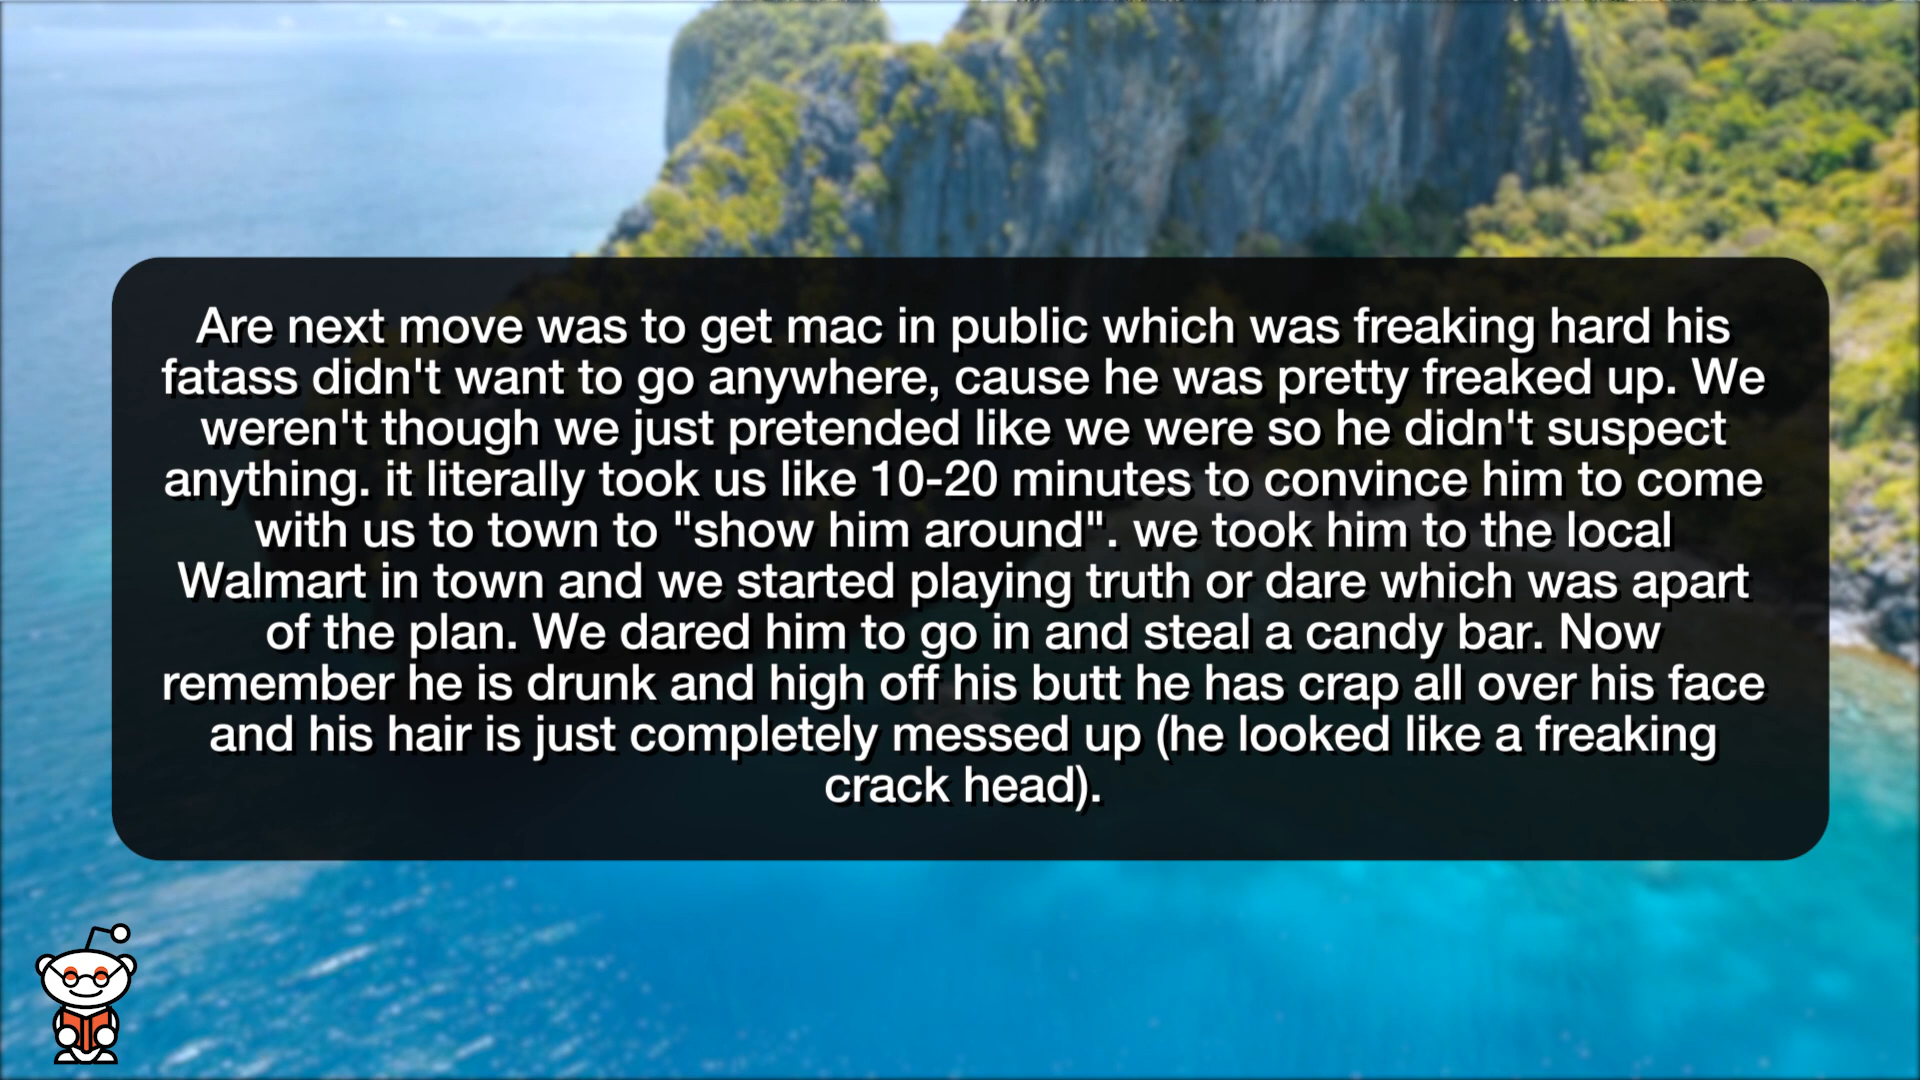 Are next move was to get mac in public which was freaking hard his
fatass didn't want to go anywhere, cause he was pretty freaked up. We
weren't though we just pretended like we were so he didn't suspect
anything. it literally took us like 10-20 minutes to convince him to come
with us to town to "show him around". we took him to the local
Walmart in town and we started playing truth or dare which was apart
of the plan. We dared him to go in and steal a candy bar. Now
remember he is drunk and high off his butt he has crap all over his face
and his hair is just completely messed up (he looked like a freaking
crack head).